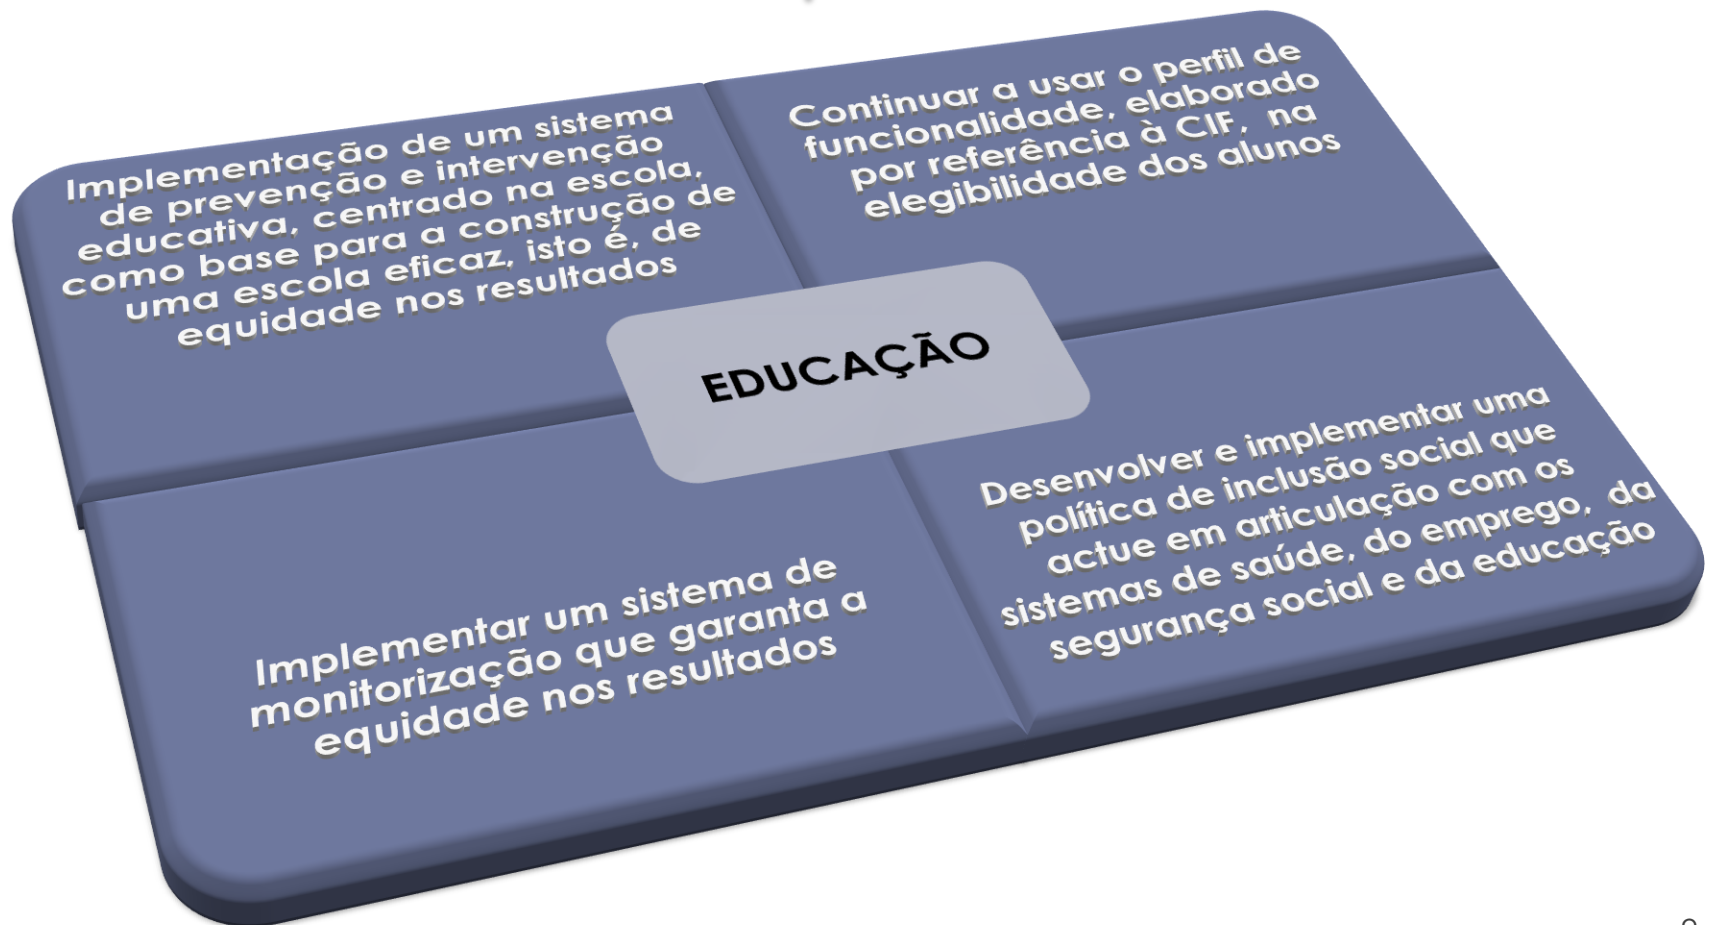 Implementação de um sistema
de prevenção e intervenção
educativa, centrado na escola,
como base para a construção de
uma escola eficaz, isto é, de
equidade nos resultados
Continuar a usar o perfil de
funcionalidade, elaborado
por referência à CIF, na
elegibilidade dos alunos
EDUCAÇÃO
Implementar um sistema de
monitorização que garanta a
equidade nos resultados
Desenvolver e implementar uma
política de inclusão social que
actue em articulação com os
sistemas de saúde, do emprego, da
segurança social e da educação